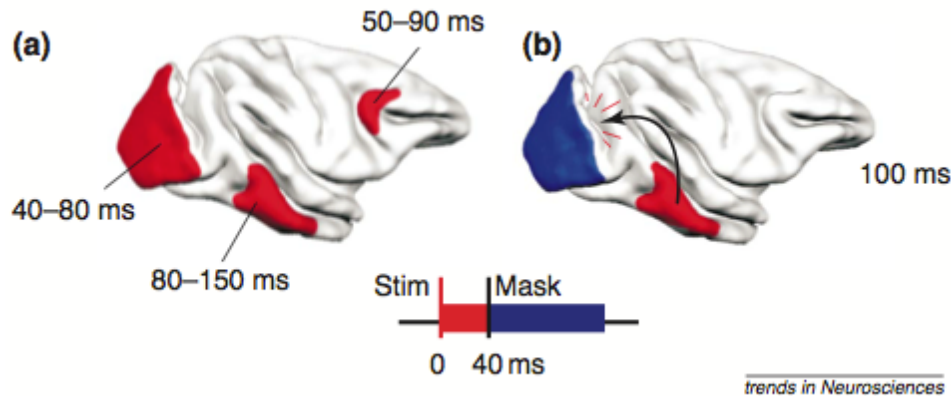 50–90 ms
(a)
(b)
100 ms
40–80 ms
80–150 ms
Stim Mask
0 40 ms
trends in Neurosciences